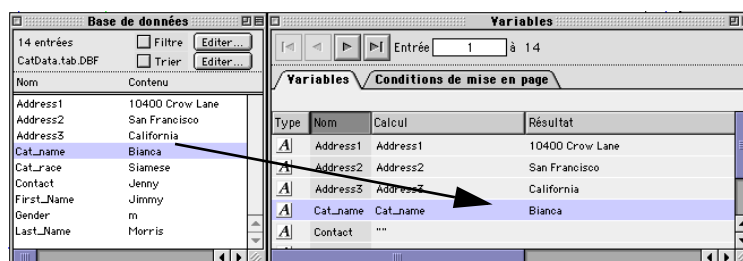 Base de données
14 entrées
Filtre
Editer...
CatData.tab.DBF
Trier
Editer...
Nom Contenu
Address1 10400 Crow Lane
Address2 San Francisco
Address3 California
Cat_name Bianca
Cat_race Siamese
Contact Jenny
First_Name Jimmy
Gender m
Last_Name Morris
Variables
Entrée 1 à 14
Variables
Conditions de mise en page
Type Nom Calcul Résultat
A Address1 Address1 10400 Crow Lane
A Address2 Address2 San Francisco
A Address3 Address3 California
A Cat_name Cat_name Bianca
A Contact ""